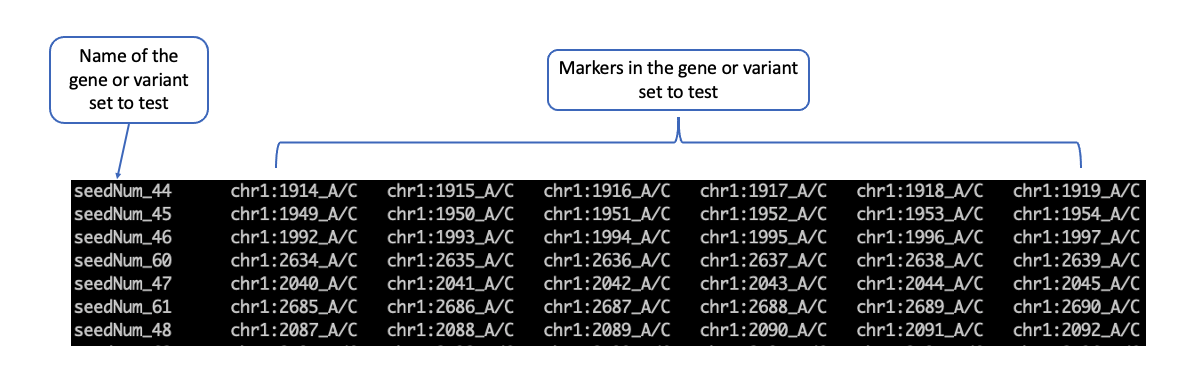 Name of the
gene or variant
set to test
Markers in the gene or variant
set to test
seedNum_44 chr1:1914_A/C chr1:1915_A/C chr1:1916_A/C chr1:1917_A/C chr1:1918_A/C chr1:1919_A/C
seedNum_45 chr1:1949_A/C chr1:1950_A/C chr1:1951_A/C chr1:1952_A/C chr1:1953_A/C chr1:1954_A/C
seedNum_46 chr1:1992_A/C chr1:1993_A/C chr1:1994_A/C chr1:1995_A/C chr1:1996_A/C chr1:1997_A/C
seedNum_60 chr1:2634_A/C chr1:2635_A/C chr1:2636_A/C chr1:2637_A/C chr1:2638_A/C chr1:2639_A/C
seedNum_47 chr1:2040_A/C chr1:2041_A/C chr1:2042_A/C chr1:2043_A/C chr1:2044_A/C chr1:2045_A/C
seedNum_61 chr1:2685_A/C chr1:2686_A/C chr1:2687_A/C chr1:2688_A/C chr1:2689_A/C chr1:2690_A/C
seedNum_48 chr1:2087_A/C chr1:2088_A/C chr1:2089_A/C chr1:2090_A/C chr1:2091_A/C chr1:2092_A/C